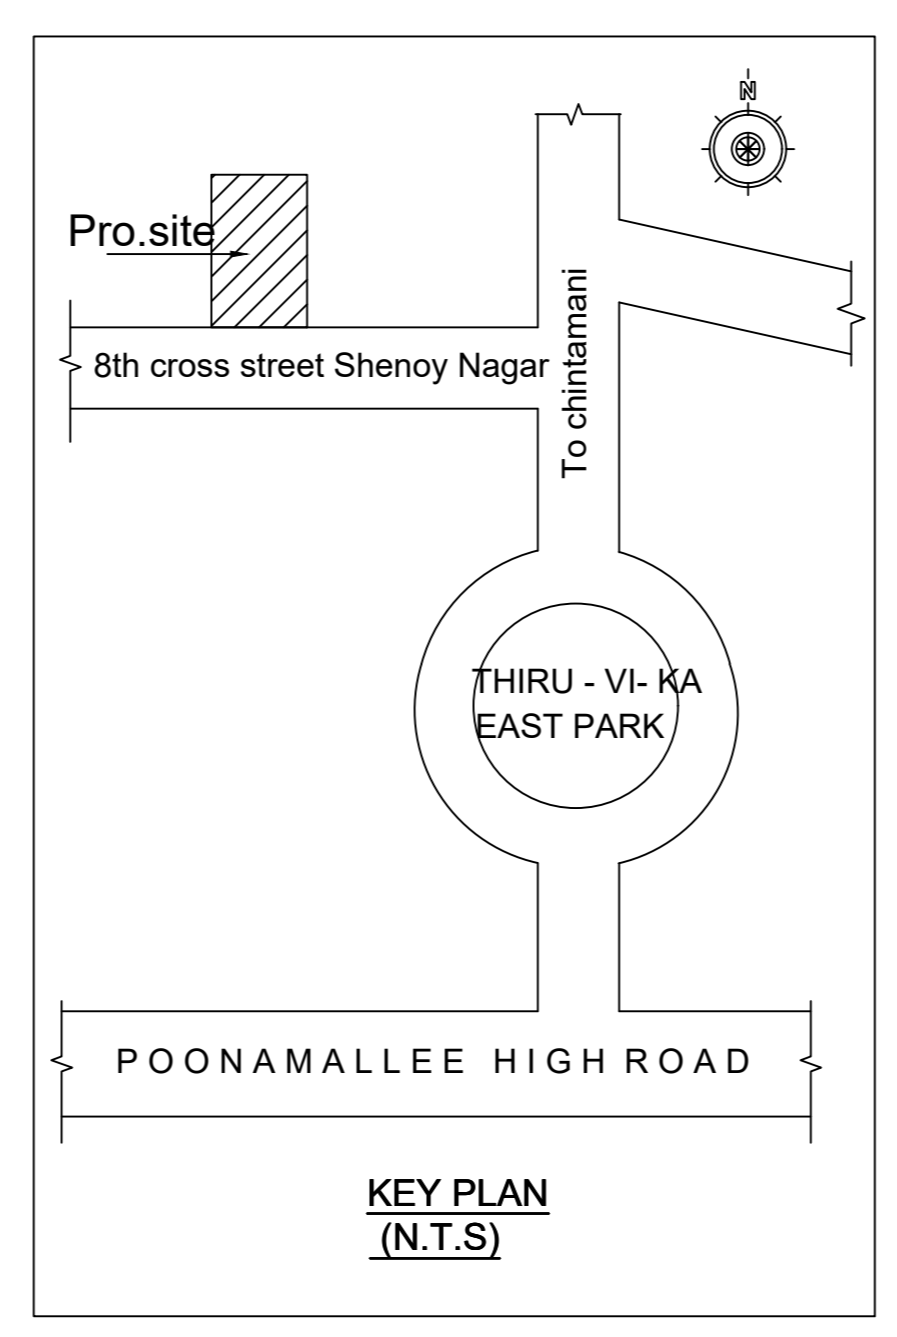 N
Pro.site
8th cross street Shenoy Nagar
To chintamani
THIRU - VI- KA
EAST PARK
POONAMALLEE HIGH ROAD
KEY PLAN
(N.T.S)